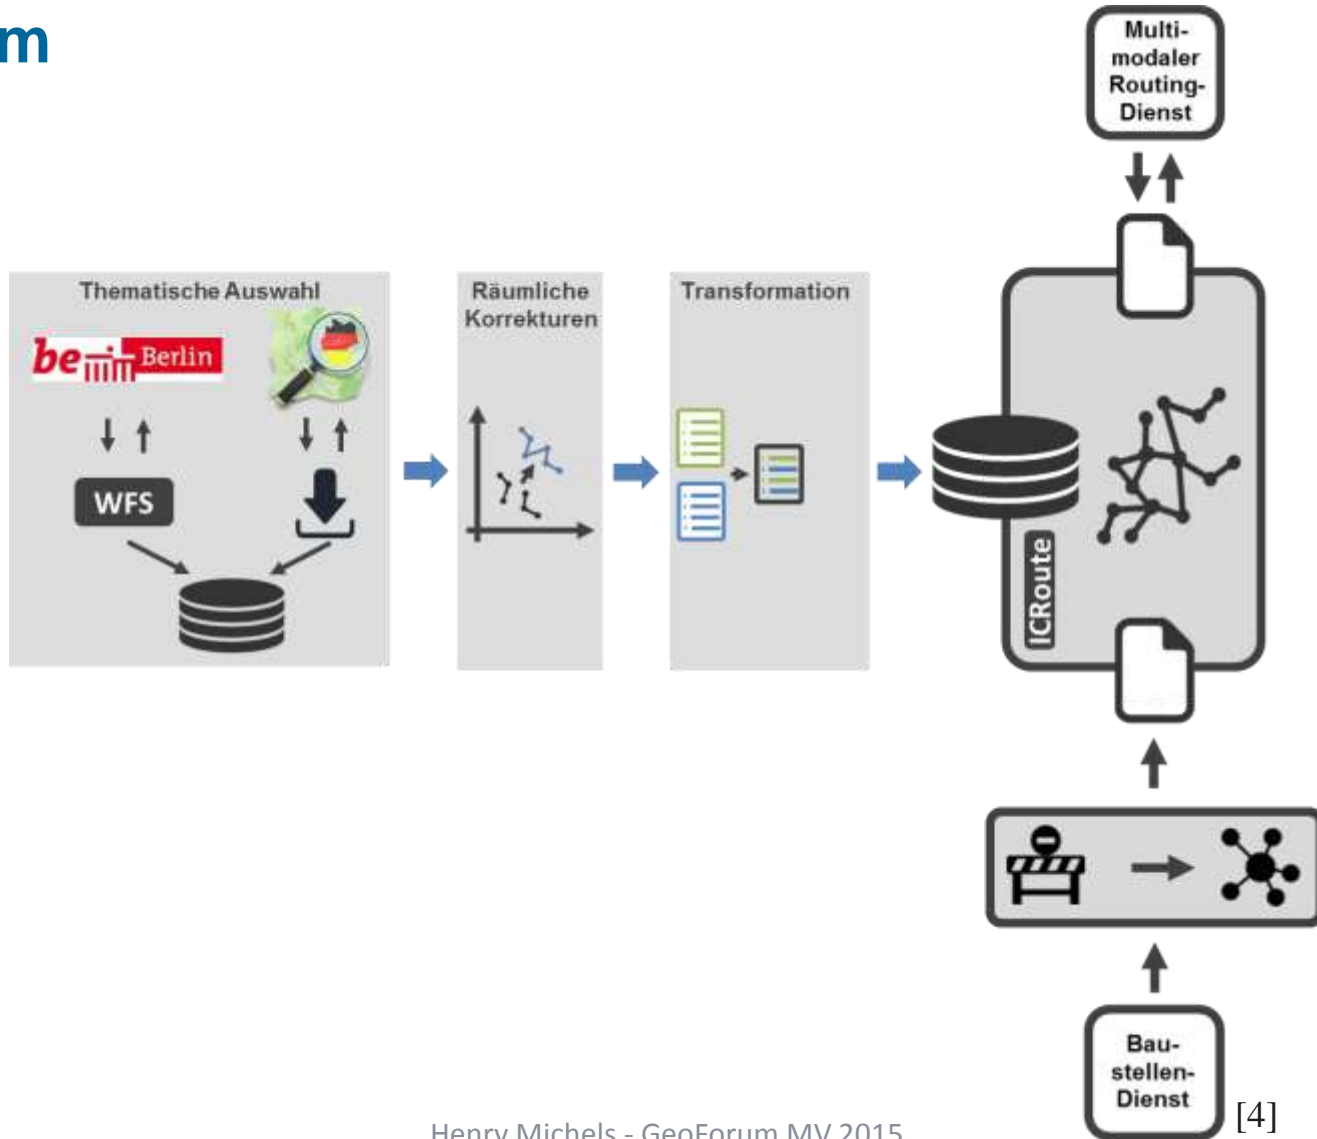 m
Multi-
modaler
Routing-
Dienst
Thematische Auswahl
be Berlin
WFS
Räumliche
Korrekturen
Transformation
ICRoute
Bau-
stellen-
Dienst
[4]
Henry Michels - GeoForum MV 2015